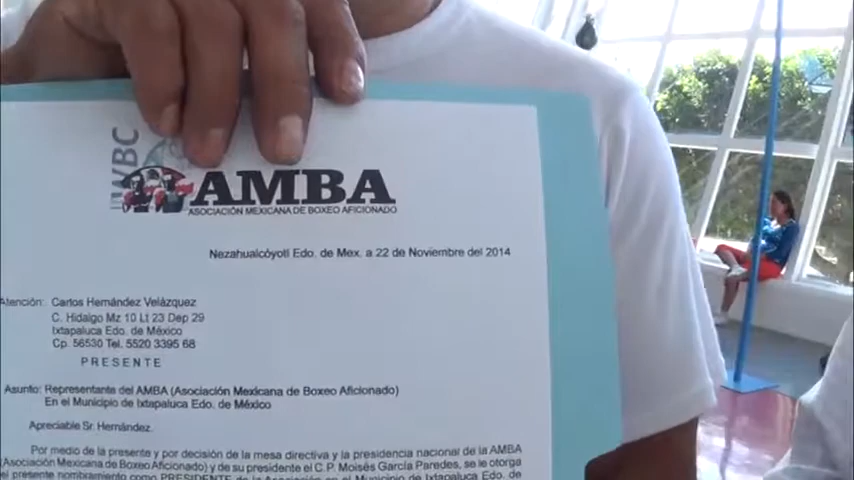 WBC
AMBA
ASOCIACIÓN MEXICANA DE BOXEO AFICIONADO
Nezahualcóyotl Edo. de Mex., a 22 de Noviembre del 2014
Atención: Carlos Hernández Velázquez
C. Hidalgo Mz 10 Lt 23 Dep 29
Ixtapaluca Edo. de México
Cp. 56530 Tel. 5520 3395 68
PRESENTE
Asunto: Representante del AMBA (Asociación Mexicana de Boxeo Aficionado)
En el Municipio de Ixtapaluca Edo. de México
Apreciable Sr. Hernández
Por medio de la presente y por decisión de la mesa directiva y la presidencia nacional de la AMBA
(Asociación Mexicana de Boxeo Aficionado) y de su presidente el C.P. Moisés García Paredes, se le otorga
el presente nombramiento como PRESIDENTE de la Asociación en el Municipio de Ixtapaluca Edo. de